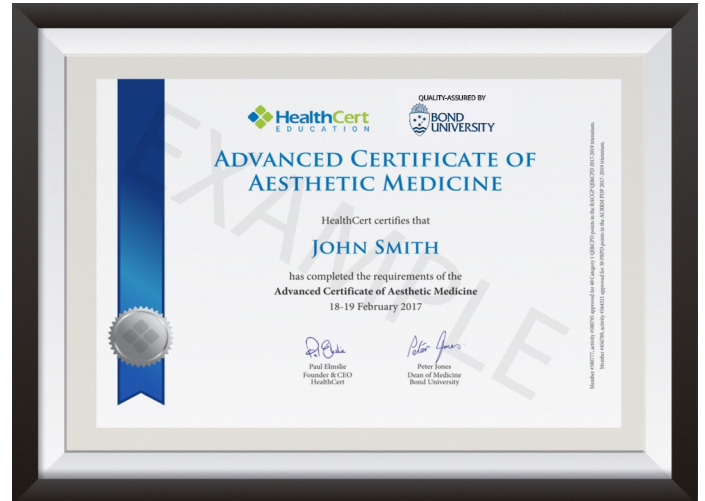 HealthCert
EDUCATION
QUALITY-ASSURED BY
BOND
UNIVERSITY
ADVANCED CERTIFICATE OF
AESTHETIC MEDICINE
HealthCert certifies that
JOHN SMITH
has completed the requirements of the
Advanced Certificate of Aesthetic Medicine
18-19 February 2017
Peter Jones
Paul Elmslie
Founder & CEO
HealthCert
Peter Jones
Dean of Medicine
Bond University
EXAMPLE